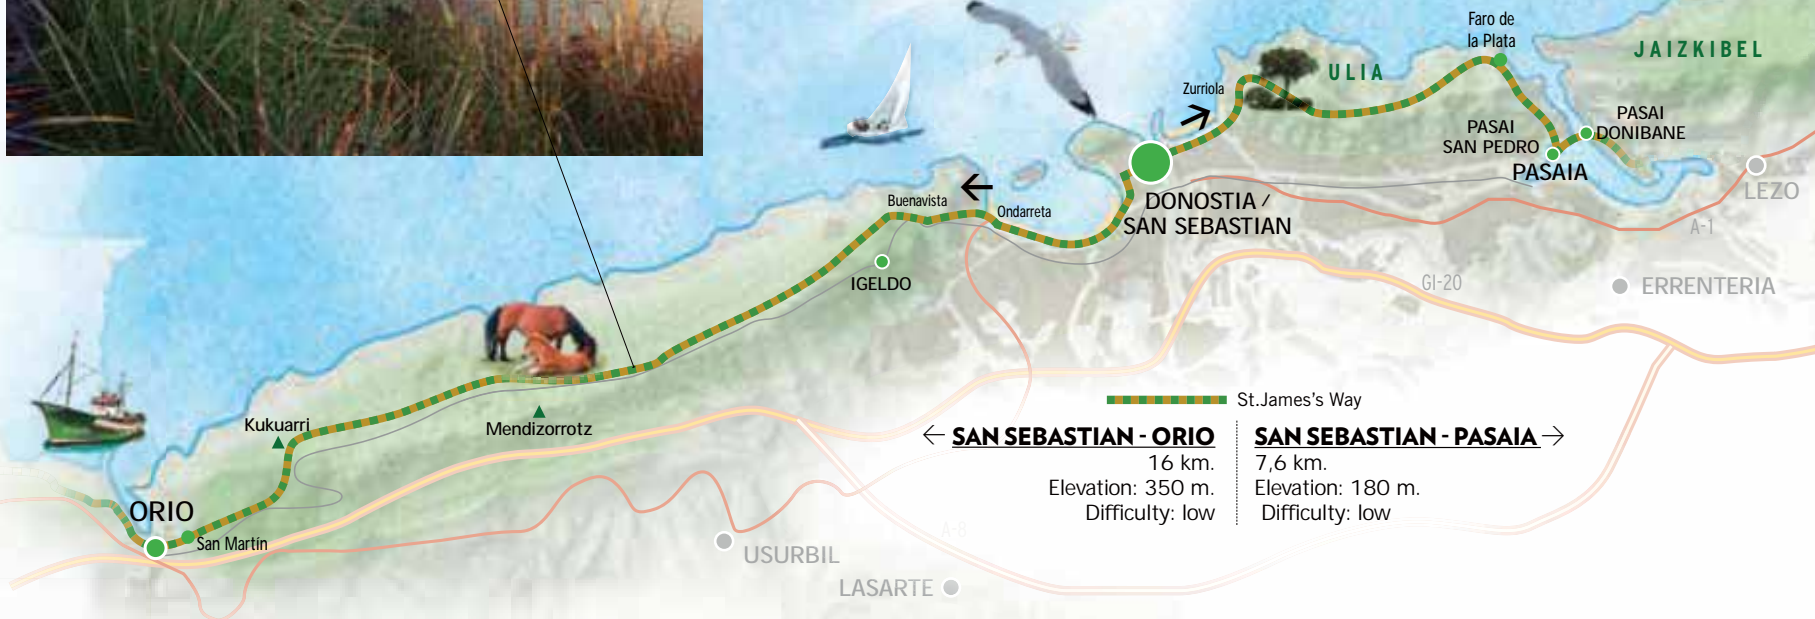 Faro de
la Plata
JAIZKIBEL
ULIA
Zurriola
PASAI
DONIBANE
PASAI
SAN PEDRO
PASAIA
LEZO
A-1
Buenavista
Ondarreta
DONOSTIA /
SAN SEBASTIAN
IGELDO
GI-20
ERRENTERIA
Kukuarri
Mendizorrotz
St.James's Way
← SAN SEBASTIAN - ORIO
16 km.
Elevation: 350 m.
Difficulty: low
SAN SEBASTIAN - PASAIA →
7,6 km.
Elevation: 180 m.
Difficulty: low
ORIO
San Martín
A-8
USURBIL
LASARTE